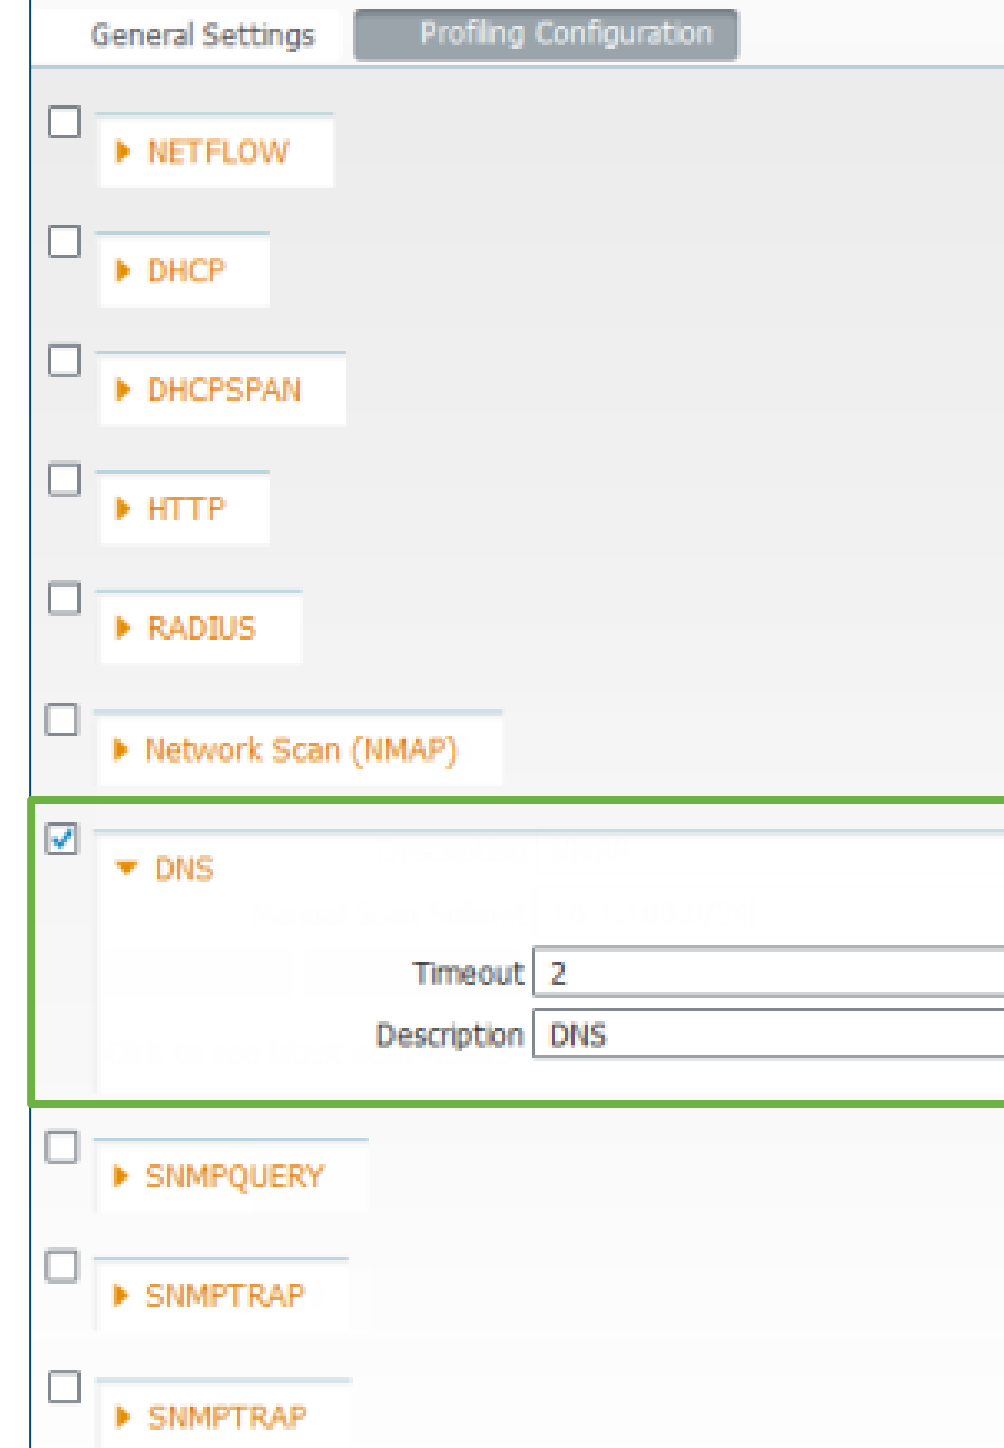 General Settings Profiling Configuration
NETFLOW
DHCP
DHCPSPAN
HTTP
RADIUS
Network Scan (NMAP)
DNS
Timeout 2
Description DNS
SNMPQUERY
SNMPTRAP
SNMPTRAP